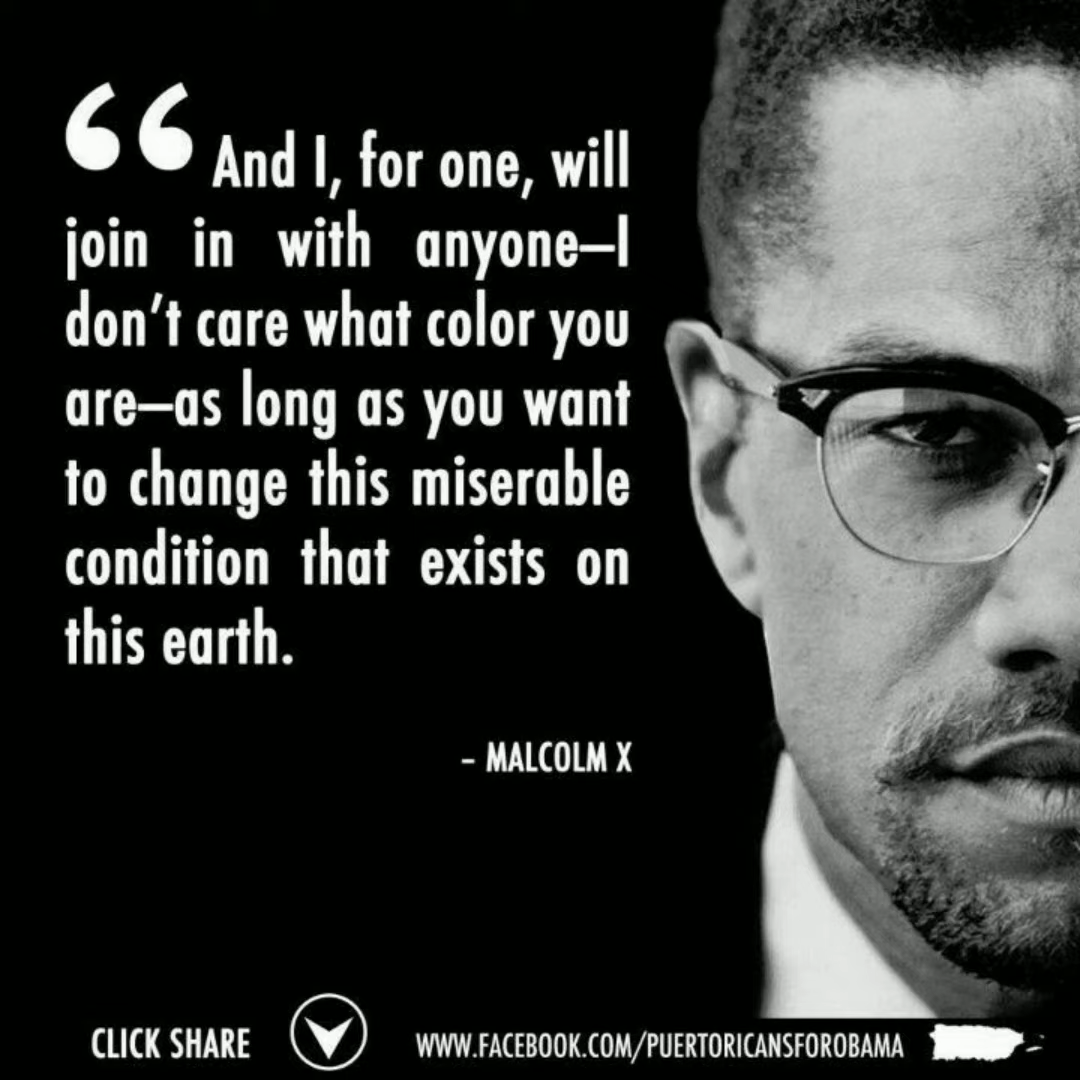 “ And I, for one, will
join in with anyone—I
don’t care what color you
are—as long as you want
to change this miserable
condition that exists on
this earth.
– MALCOLM X
CLICK SHARE
WWW.FACEBOOK.COM/PUERTORICANSFOROBAMA